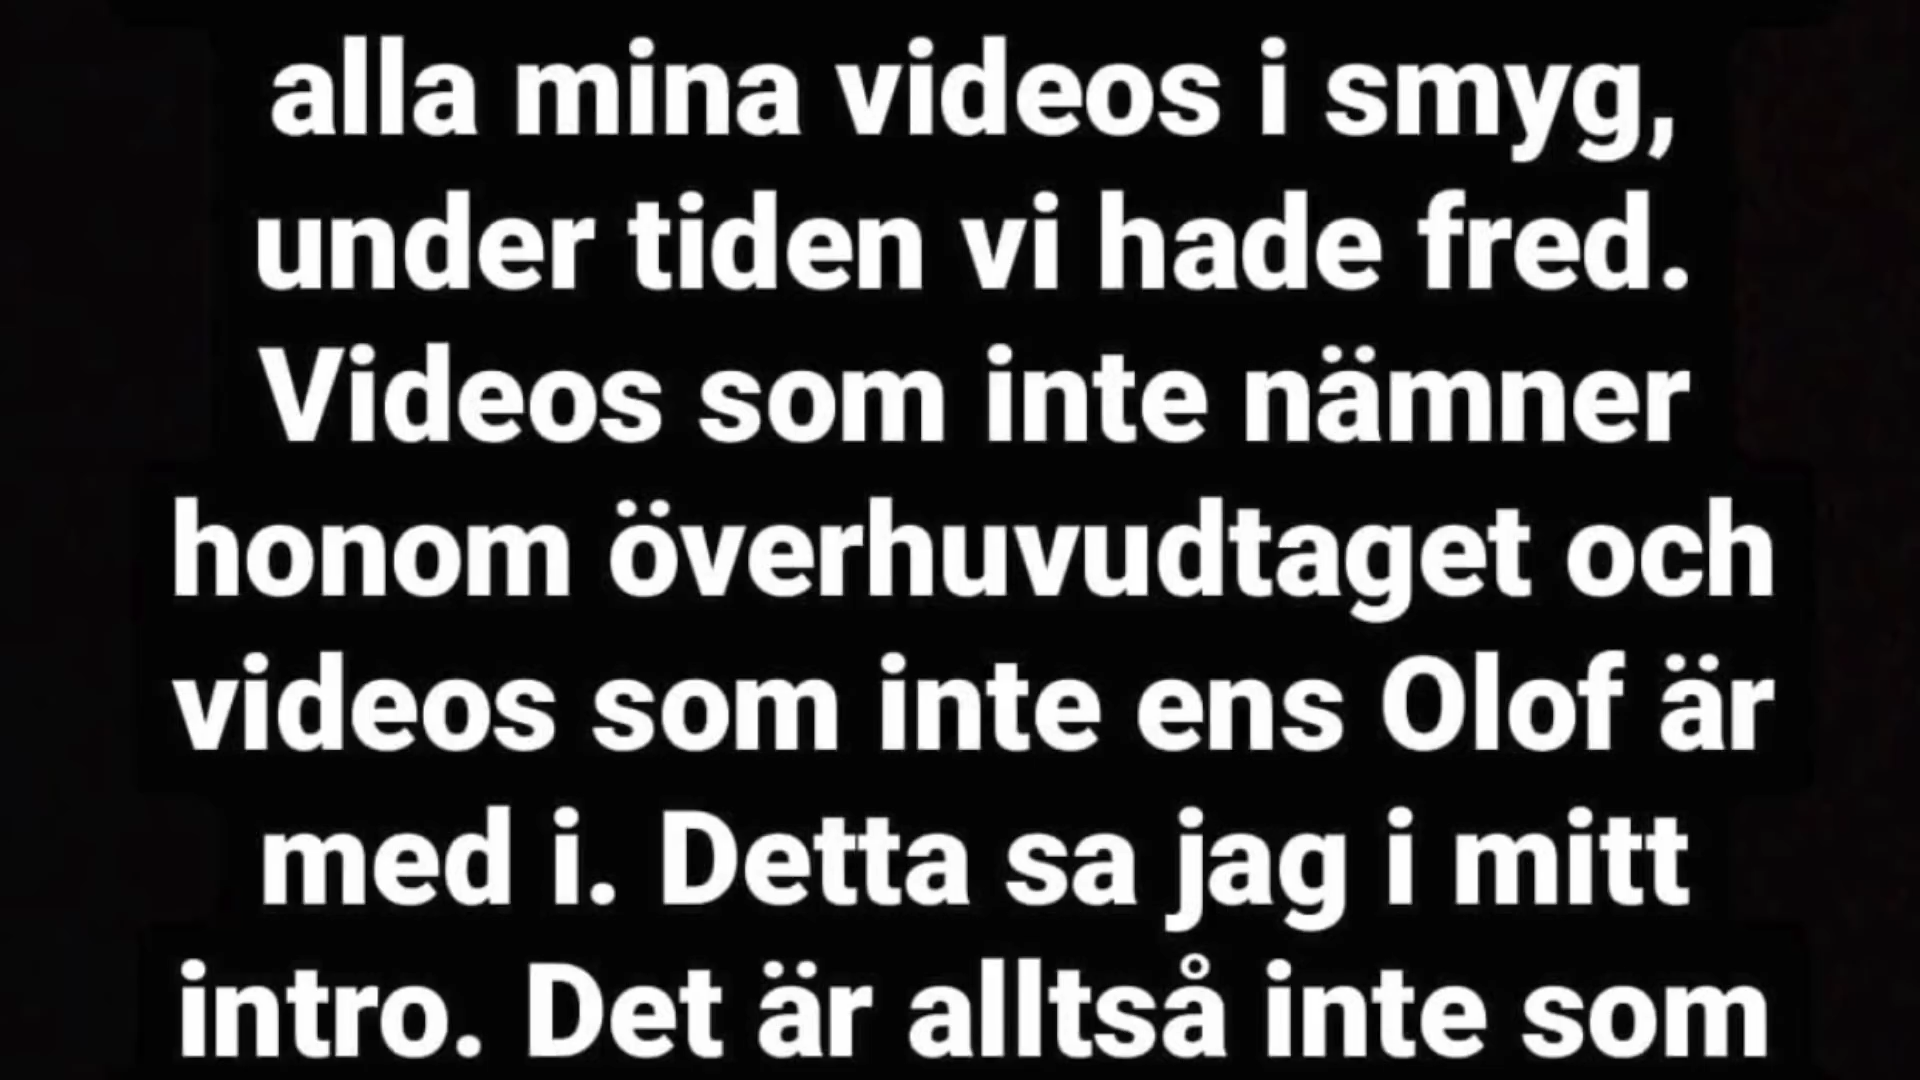 alla mina videos i smyg,
under tiden vi hade fred.
Videos som inte nämner
honom överhuvudtaget och
videos som inte ens Olof är
med i. Detta sa jag i mitt
intro. Det är alltså inte som